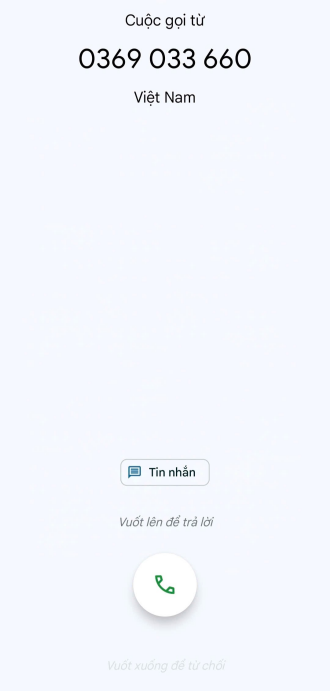 Cuộc gọi từ
0369 033 660
Việt Nam
Tin nhắn
Vuốt lên để trả lời
Vuốt xuống để từ chối